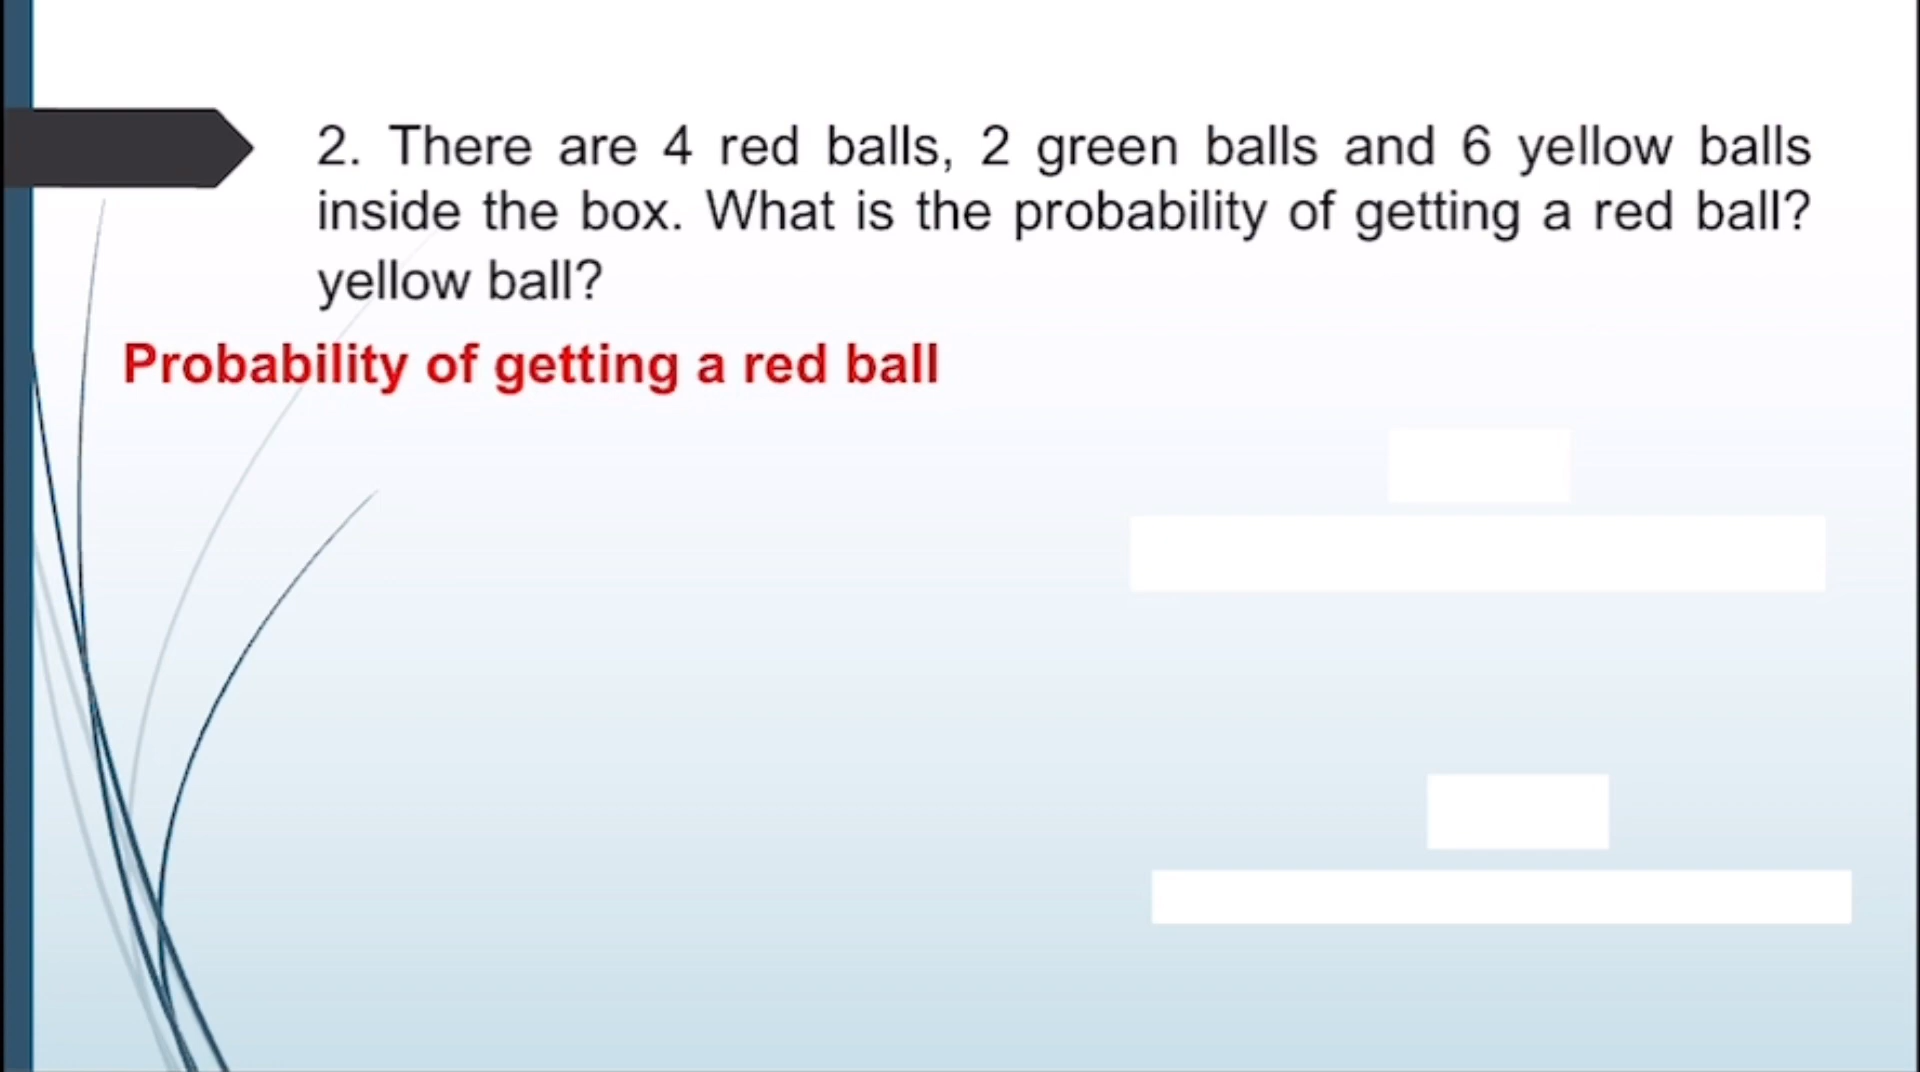 2. There are 4 red balls, 2 green balls and 6 yellow balls
inside the box. What is the probability of getting a red ball?
yellow ball?
Probability of getting a red ball